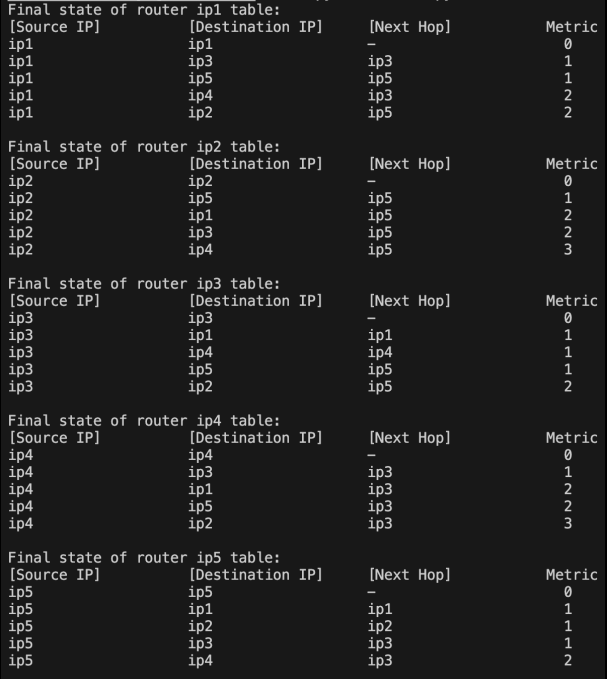 Final state of router ip1 table:
[Source IP] [Destination IP] [Next Hop] Metric
ip1 ip1 – 0
ip1 ip3 ip3 1
ip1 ip5 ip5 1
ip1 ip4 ip3 2
ip1 ip2 ip5 2
Final state of router ip2 table:
[Source IP] [Destination IP] [Next Hop] Metric
ip2 ip2 – 0
ip2 ip5 ip5 1
ip2 ip1 ip5 2
ip2 ip3 ip5 2
ip2 ip4 ip5 3
Final state of router ip3 table:
[Source IP] [Destination IP] [Next Hop] Metric
ip3 ip3 – 0
ip3 ip1 ip1 1
ip3 ip4 ip4 1
ip3 ip5 ip5 1
ip3 ip2 ip5 2
Final state of router ip4 table:
[Source IP] [Destination IP] [Next Hop] Metric
ip4 ip4 – 0
ip4 ip3 ip3 1
ip4 ip1 ip3 2
ip4 ip5 ip3 2
ip4 ip2 ip3 3
Final state of router ip5 table:
[Source IP] [Destination IP] [Next Hop] Metric
ip5 ip5 – 0
ip5 ip1 ip1 1
ip5 ip2 ip2 1
ip5 ip3 ip3 1
ip5 ip4 ip3 2